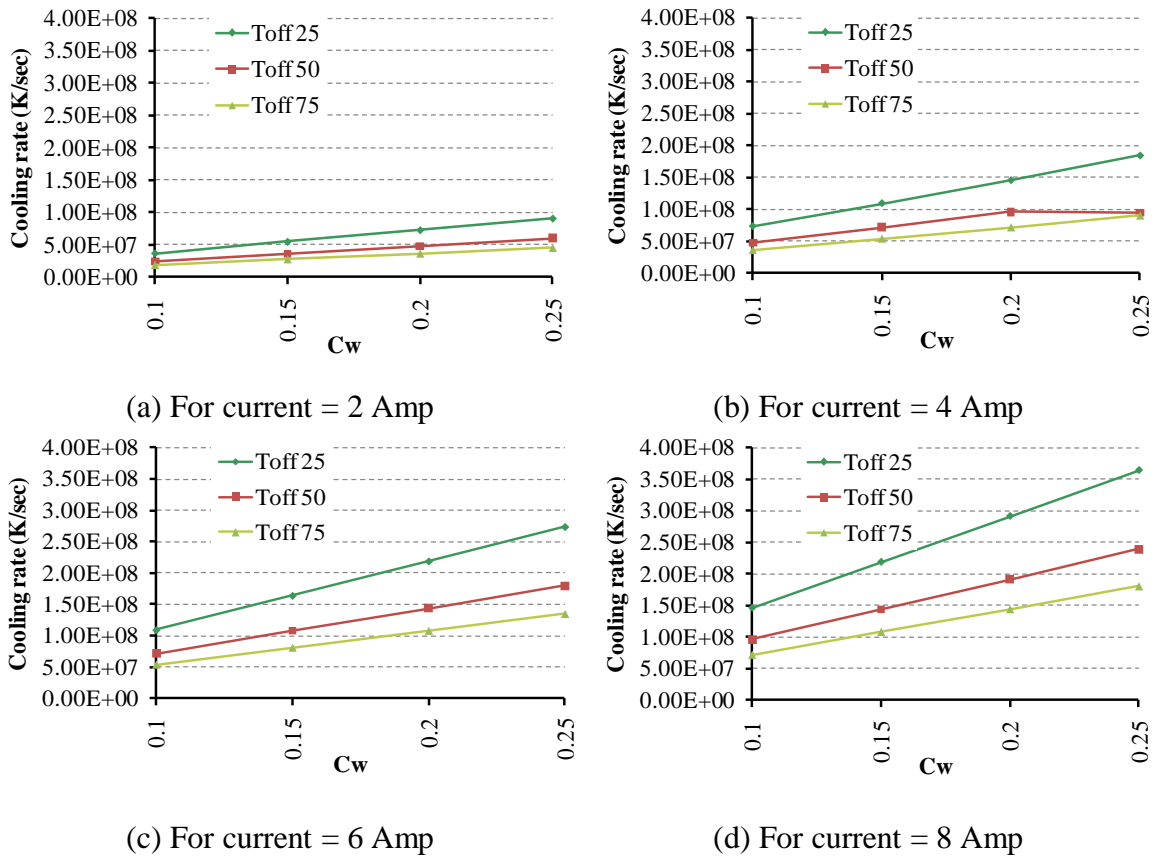 Cooling rate (K/sec)
4.00E+08
3.50E+08
3.00E+08
2.50E+08
2.00E+08
1.50E+08
1.00E+08
5.00E+07
0.00E+00
Toff 25
Toff 50
Toff 75
0.1
0.15
0.2
0.25
Cw
(a) For current = 2 Amp
Cooling rate (K/sec)
4.00E+08
3.50E+08
3.00E+08
2.50E+08
2.00E+08
1.50E+08
1.00E+08
5.00E+07
0.00E+00
Toff 25
Toff 50
Toff 75
0.1
0.15
0.2
0.25
Cw
(b) For current = 4 Amp
Cooling rate (K/sec)
4.00E+08
3.50E+08
3.00E+08
2.50E+08
2.00E+08
1.50E+08
1.00E+08
5.00E+07
0.00E+00
Toff 25
Toff 50
Toff 75
0.1
0.15
0.2
0.25
Cw
(c) For current = 6 Amp
Cooling rate (K/sec)
4.00E+08
3.50E+08
3.00E+08
2.50E+08
2.00E+08
1.50E+08
1.00E+08
5.00E+07
0.00E+00
Toff 25
Toff 50
Toff 75
0.1
0.15
0.2
0.25
Cw
(d) For current = 8 Amp